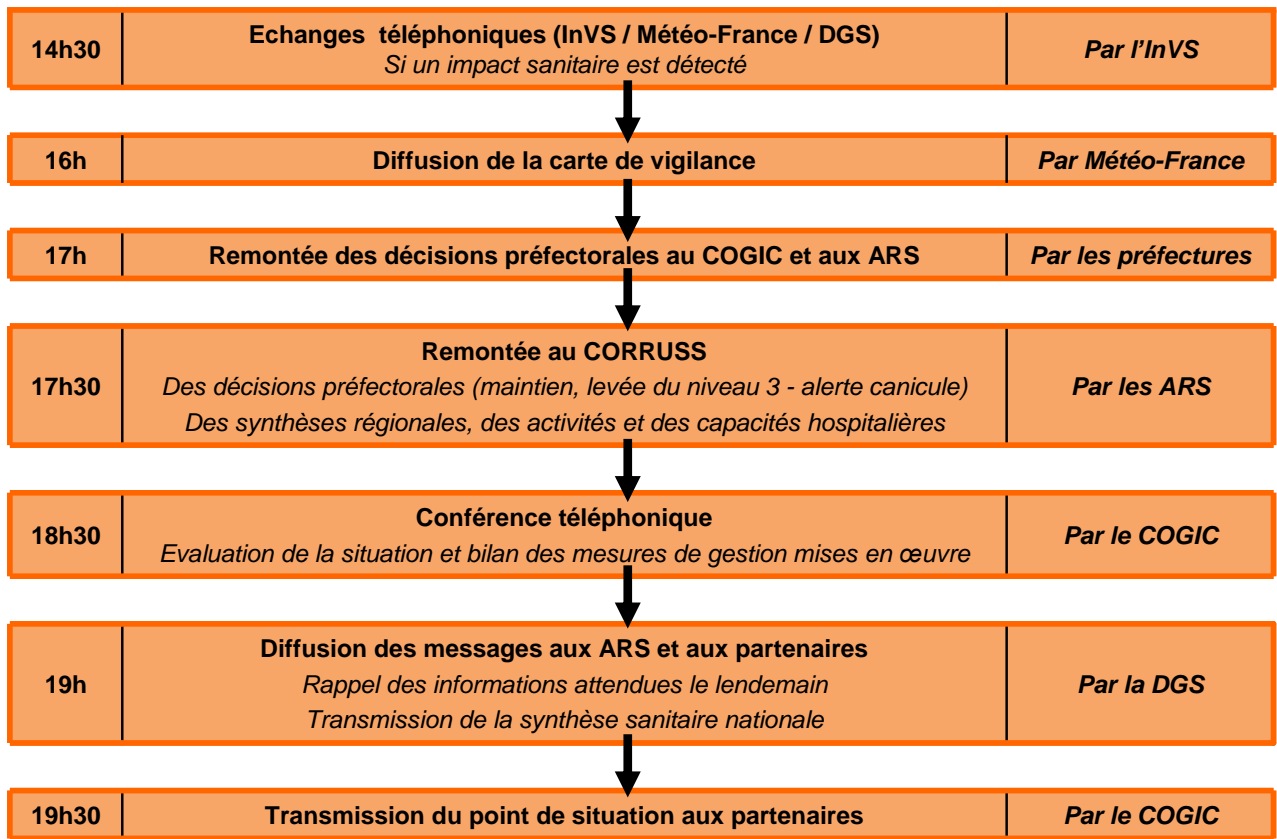 14h30
Echanges téléphoniques (InVS / Météo-France / DGS)
Si un impact sanitaire est détecté
Par l'InVS
16h
Diffusion de la carte de vigilance
Par Météo-France
17h
Remontée des décisions préfectorales au COGIC et aux ARS
Par les préfectures
17h30
Remontée au CORRUSS
Des décisions préfectorales (maintien, levée du niveau 3 - alerte canicule)
Des synthèses régionales, des activités et des capacités hospitalières
Par les ARS
18h30
Conférence téléphonique
Evaluation de la situation et bilan des mesures de gestion mises en œuvre
Par le COGIC
19h
Diffusion des messages aux ARS et aux partenaires
Rappel des informations attendues le lendemain
Transmission de la synthèse sanitaire nationale
Par la DGS
19h30
Transmission du point de situation aux partenaires
Par le COGIC